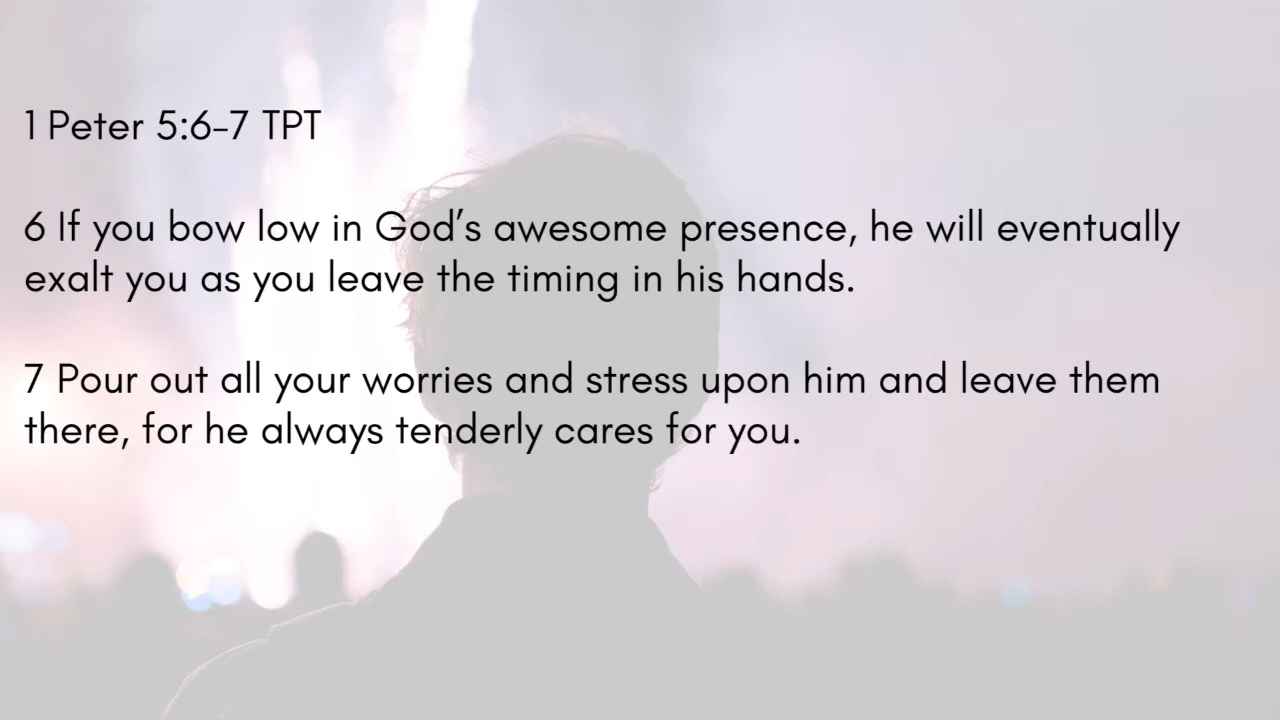 1 Peter 5:6–7 TPT
6 If you bow low in God’s awesome presence, he will eventually
exalt you as you leave the timing in his hands.
7 Pour out all your worries and stress upon him and leave them
there, for he always tenderly cares for you.